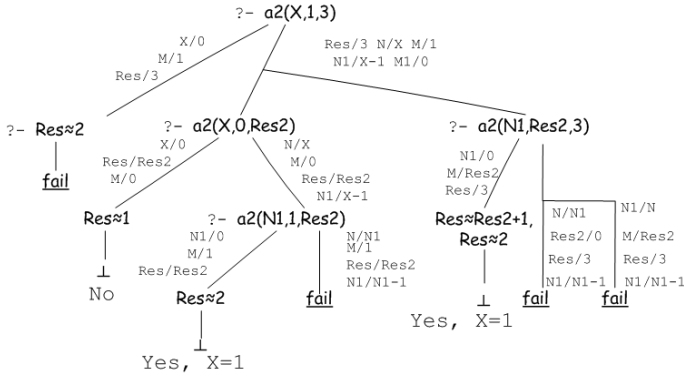 ?- a2(X,1,3)
X/0
M/1
Res/3
Res/3 N/X M/1
N1/X-1 M1/0
?- Res≈2
fail
?- a2(X,0,Res2)
?- a2(N1,Res2,3)
X/0
Res/Res2
M/0
N/X
M/0
Res/Res2
N1/X-1
N1/0
M/Res2
Res/3
Res≈1
⊥
No
?- a2(N1,1,Res2)
N1/0
M/1
Res/Res2
N/N1
M/1
Res/Res2
N1/N1-1
Res≈2
fail
⊥
Yes, X=1
Res≈Res2+1,
Res≈2
⊥
Yes, X=1
N/N1
Res2/0
Res/3
N1/N1-1
fail
N1/N
M/Res2
Res/3
N1/N1-1
fail